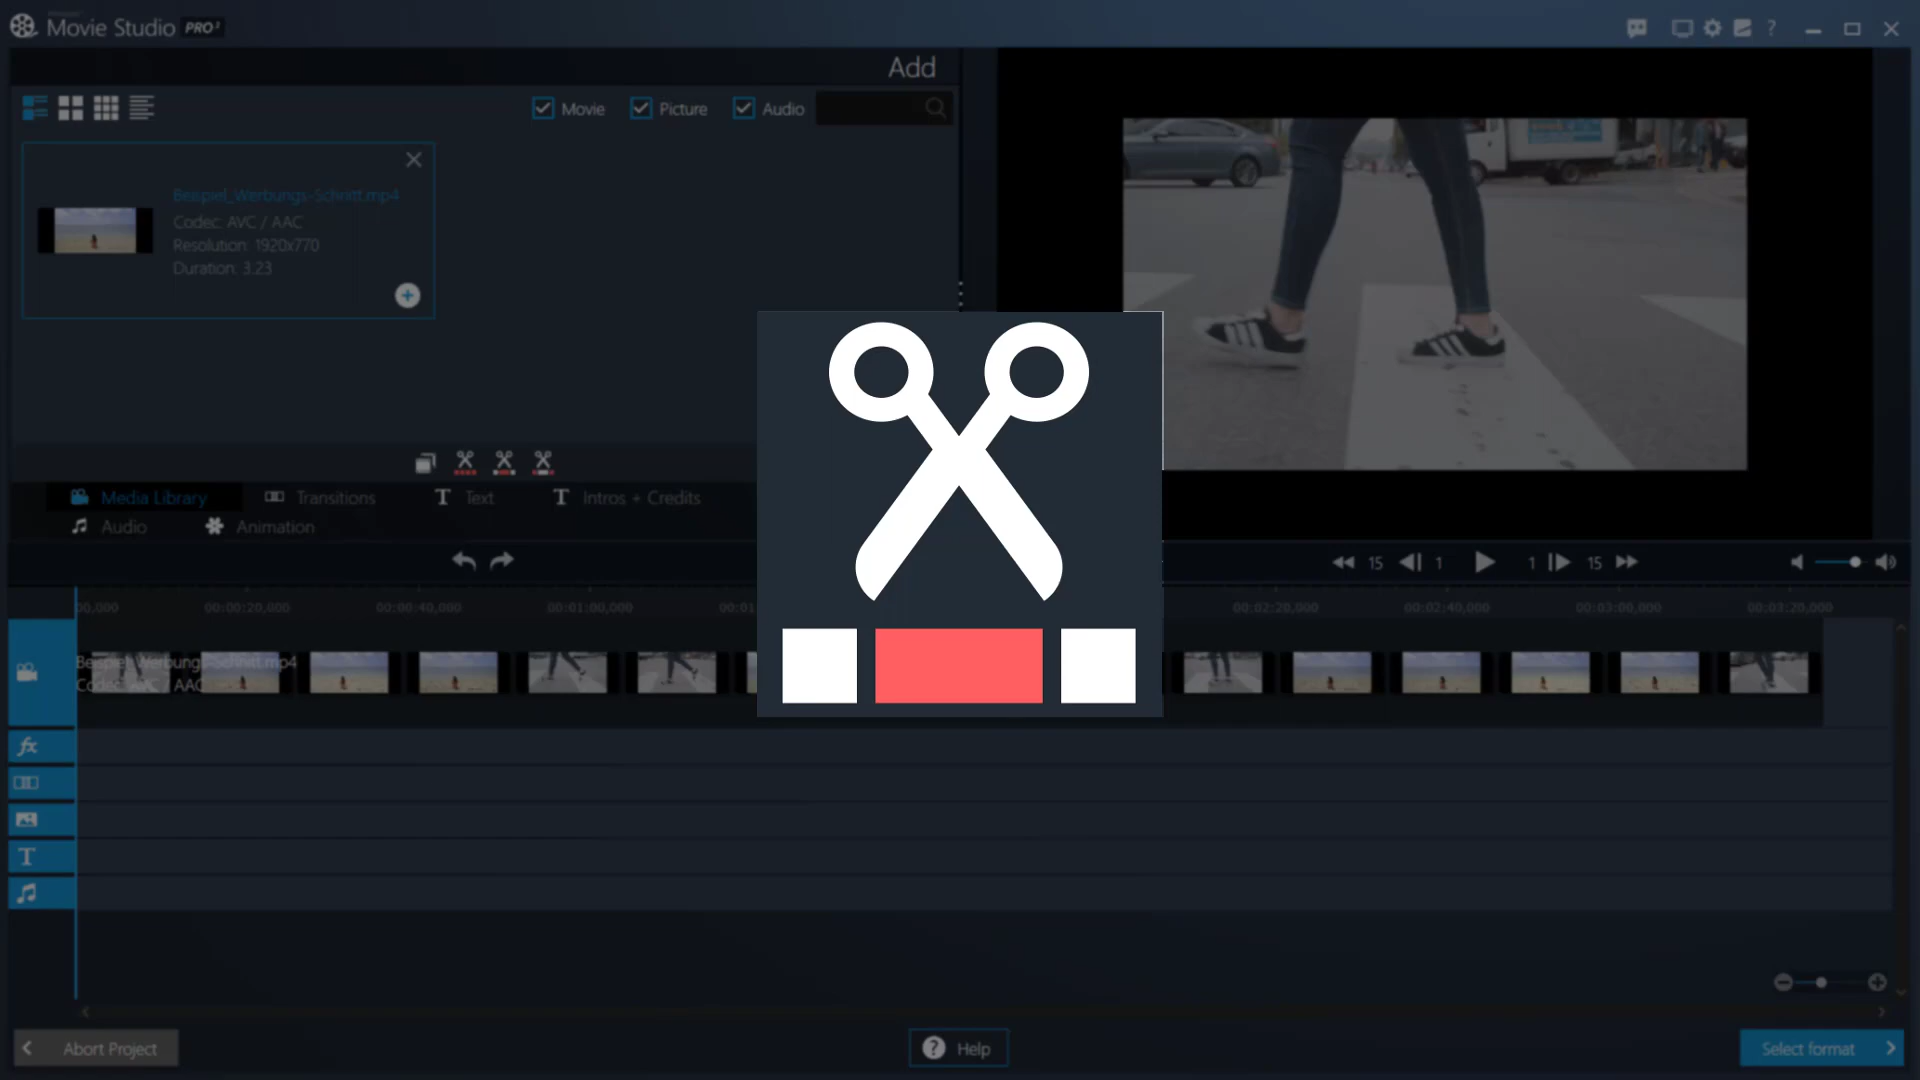 Movie Studio PRO³
?
Add
Movie
Picture
Audio
Beispiel_Werbungs-Schnitt.mp4
Codec: AVC / AAC
Resolution: 1920x770
Duration: 3.23
Media Library
Transitions
T Text
T Intros + Credits
Audio
Animation
15
1
1
15
00,000
00:00:20,000
00:00:40,000
00:01:00,000
00:01
00:02:20,000
00:02:40,000
00:03:00,000
00:03:20,000
Beispiel_Werbungs-Schnitt.mp4
Codec: AVC / AAC
fx
T
Abort Project
? Help
Select format